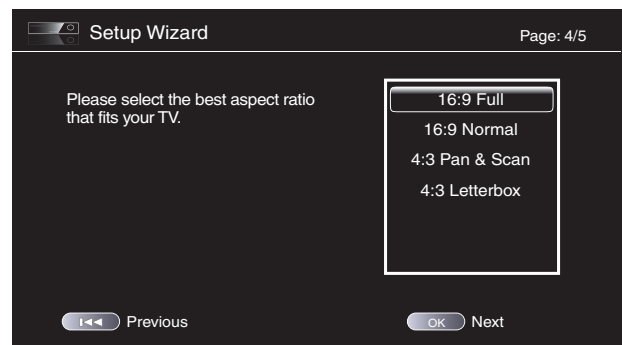 Setup Wizard
Page: 4/5
Please select the best aspect ratio
that fits your TV.
16:9 Full
16:9 Normal
4:3 Pan & Scan
4:3 Letterbox
Previous
OK Next